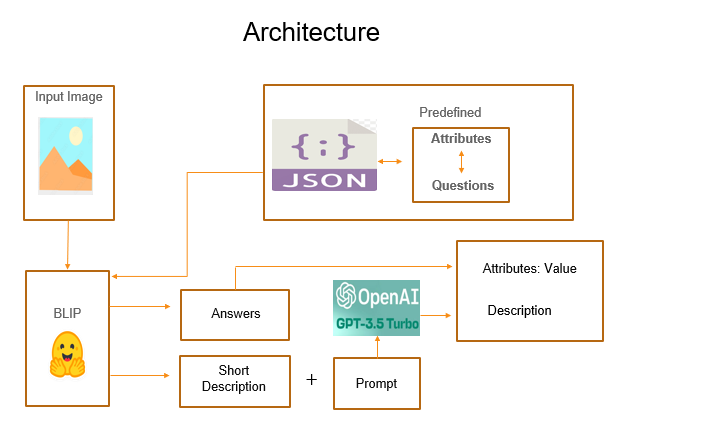 Architecture
Input Image
Predefined
{:}
JSON
Attributes
Questions
BLIP
Answers
OpenAI
GPT-3.5 Turbo
Attributes: Value
Description
Short
Description
+
Prompt